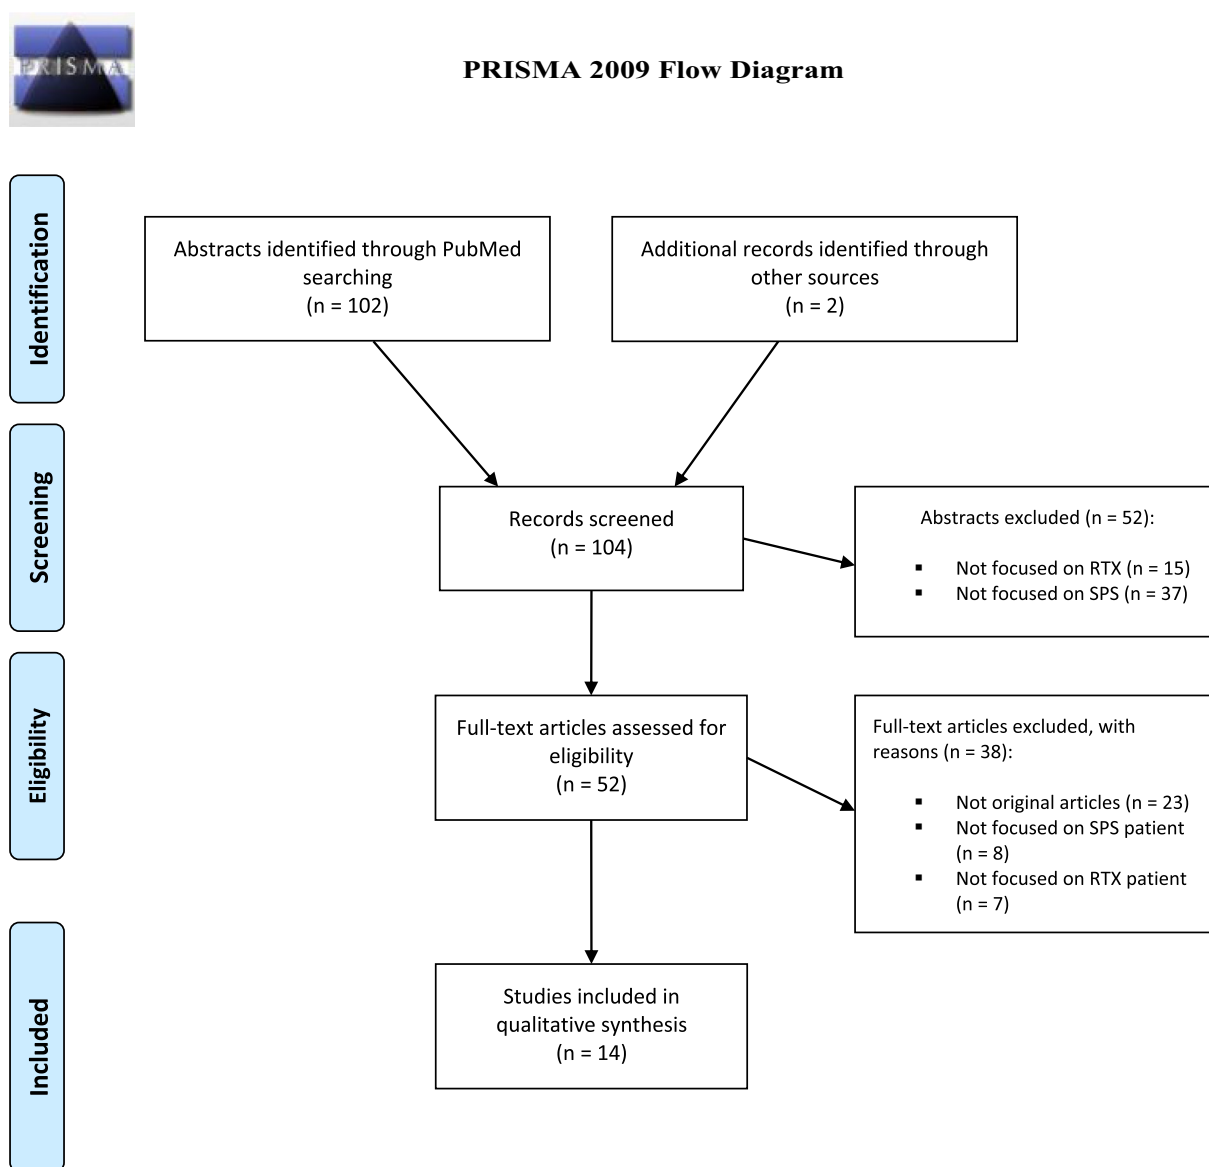 PRISMA
PRISMA 2009 Flow Diagram
Identification
Abstracts identified through PubMed
searching
(n = 102)
Additional records identified through
other sources
(n = 2)
Screening
Records screened
(n = 104)
Abstracts excluded (n = 52):
▪ Not focused on RTX (n = 15)
▪ Not focused on SPS (n = 37)
Eligibility
Full-text articles assessed for
eligibility
(n = 52)
Full-text articles excluded, with
reasons (n = 38):
▪ Not original articles (n = 23)
▪ Not focused on SPS patient
(n = 8)
▪ Not focused on RTX patient
(n = 7)
Included
Studies included in
qualitative synthesis
(n = 14)